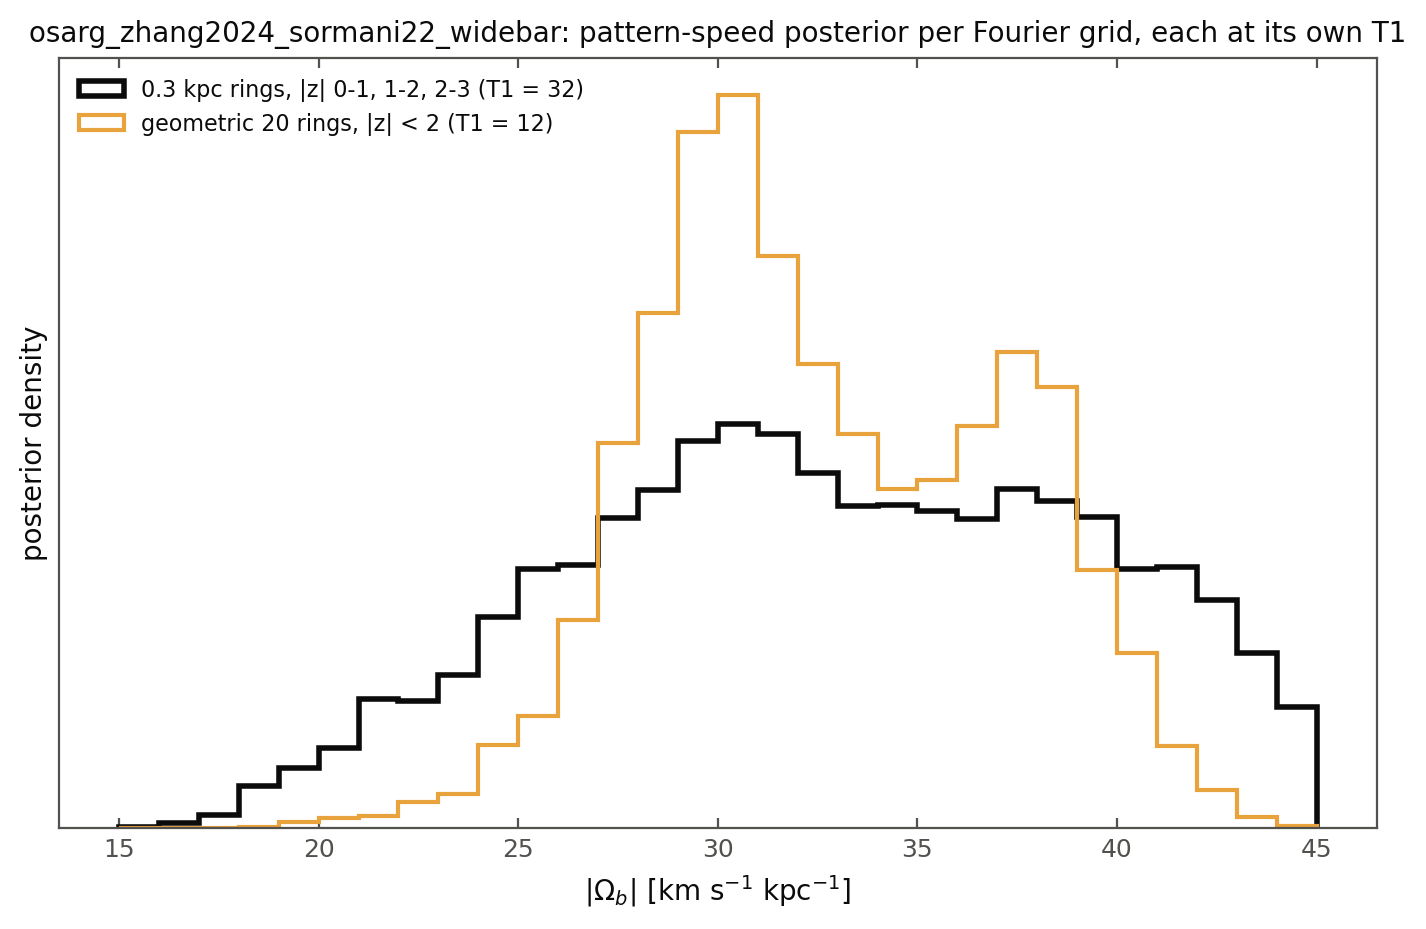 osarg_zhang2024_sormani22_widebar: pattern-speed posterior per Fourier grid, each at its own T1
0.3 kpc rings, |z| 0-1, 1-2, 2-3 (T1 = 32)
geometric 20 rings, |z| < 2 (T1 = 12)
posterior density
15 20 25 30 35 40 45
|Ω_b| [km s⁻¹ kpc⁻¹]